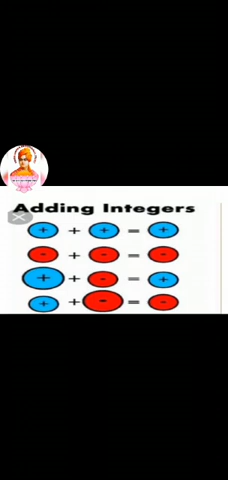 Adding Integers
+ + + = +
- + - = -
+ + - = +
+ + - = -